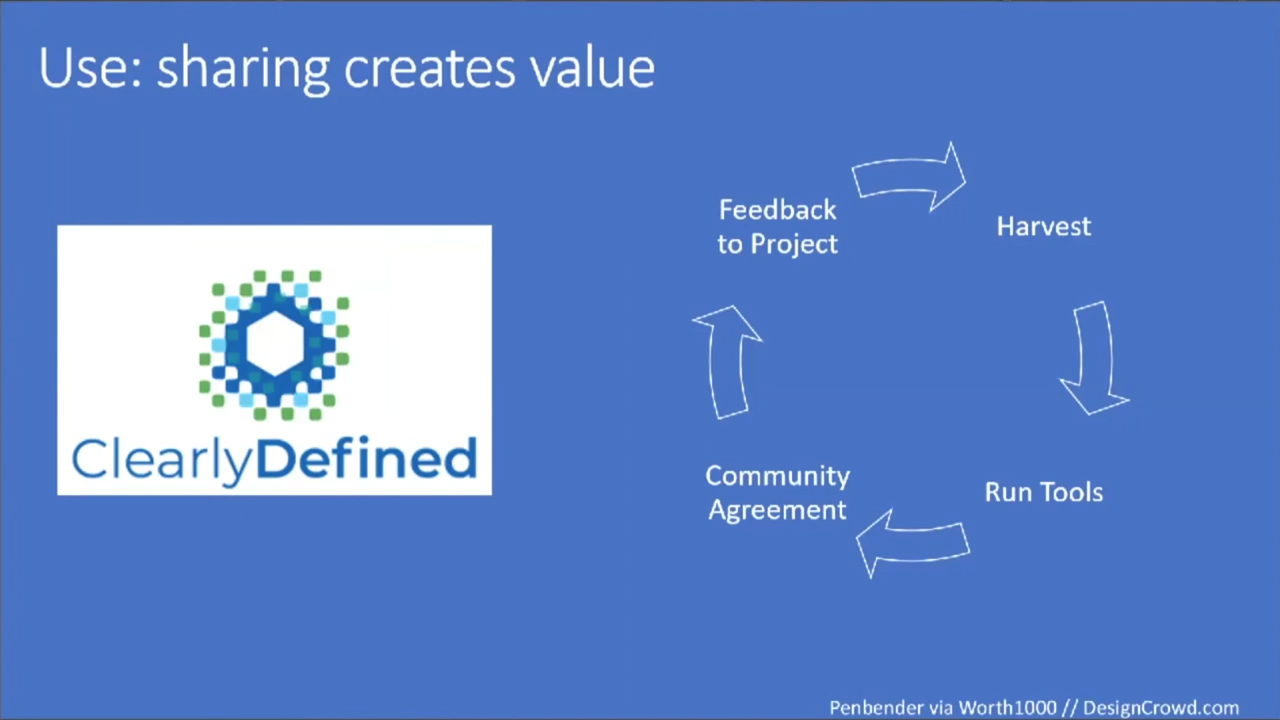 Use: sharing creates value
ClearlyDefined
Feedback
to Project
Harvest
Run Tools
Community
Agreement
Penbender via Worth1000 // DesignCrowd.com